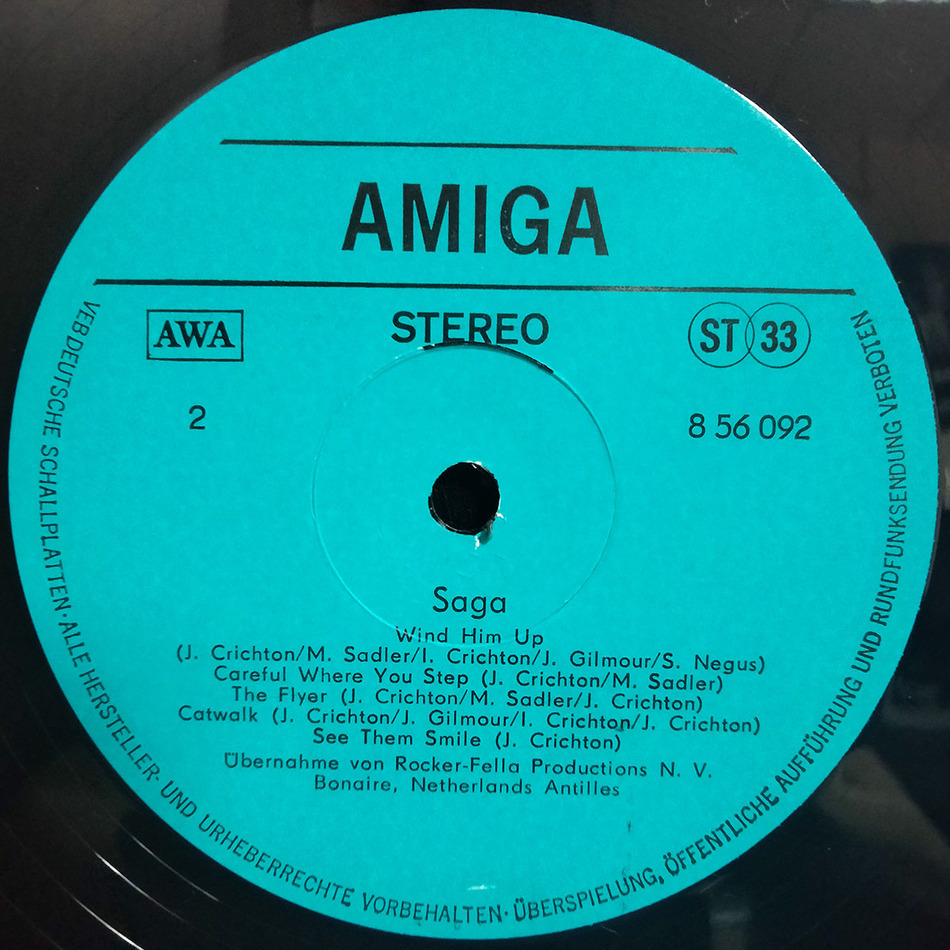 AMIGA
AWA
STEREO
ST 33
2
8 56 092
Saga
Wind Him Up
(J. Crichton/M. Sadler/I. Crichton/J. Gilmour/S. Negus)
Careful Where You Step (J. Crichton/M. Sadler)
The Flyer (J. Crichton/M. Sadler/J. Crichton)
Catwalk (J. Crichton/J. Gilmour/I. Crichton/J. Crichton)
See Them Smile (J. Crichton)
Übernahme von Rocker-Fella Productions N. V.
Bonaire, Netherlands Antilles
VEB DEUTSCHE SCHALLPLATTEN · ALLE HERSTELLER- UND URHEBERRECHTE VORBEHALTEN · ÜBERSPIELUNG, ÖFFENTLICHE AUFFÜHRUNG UND RUNDFUNKSENDUNG VERBOTEN